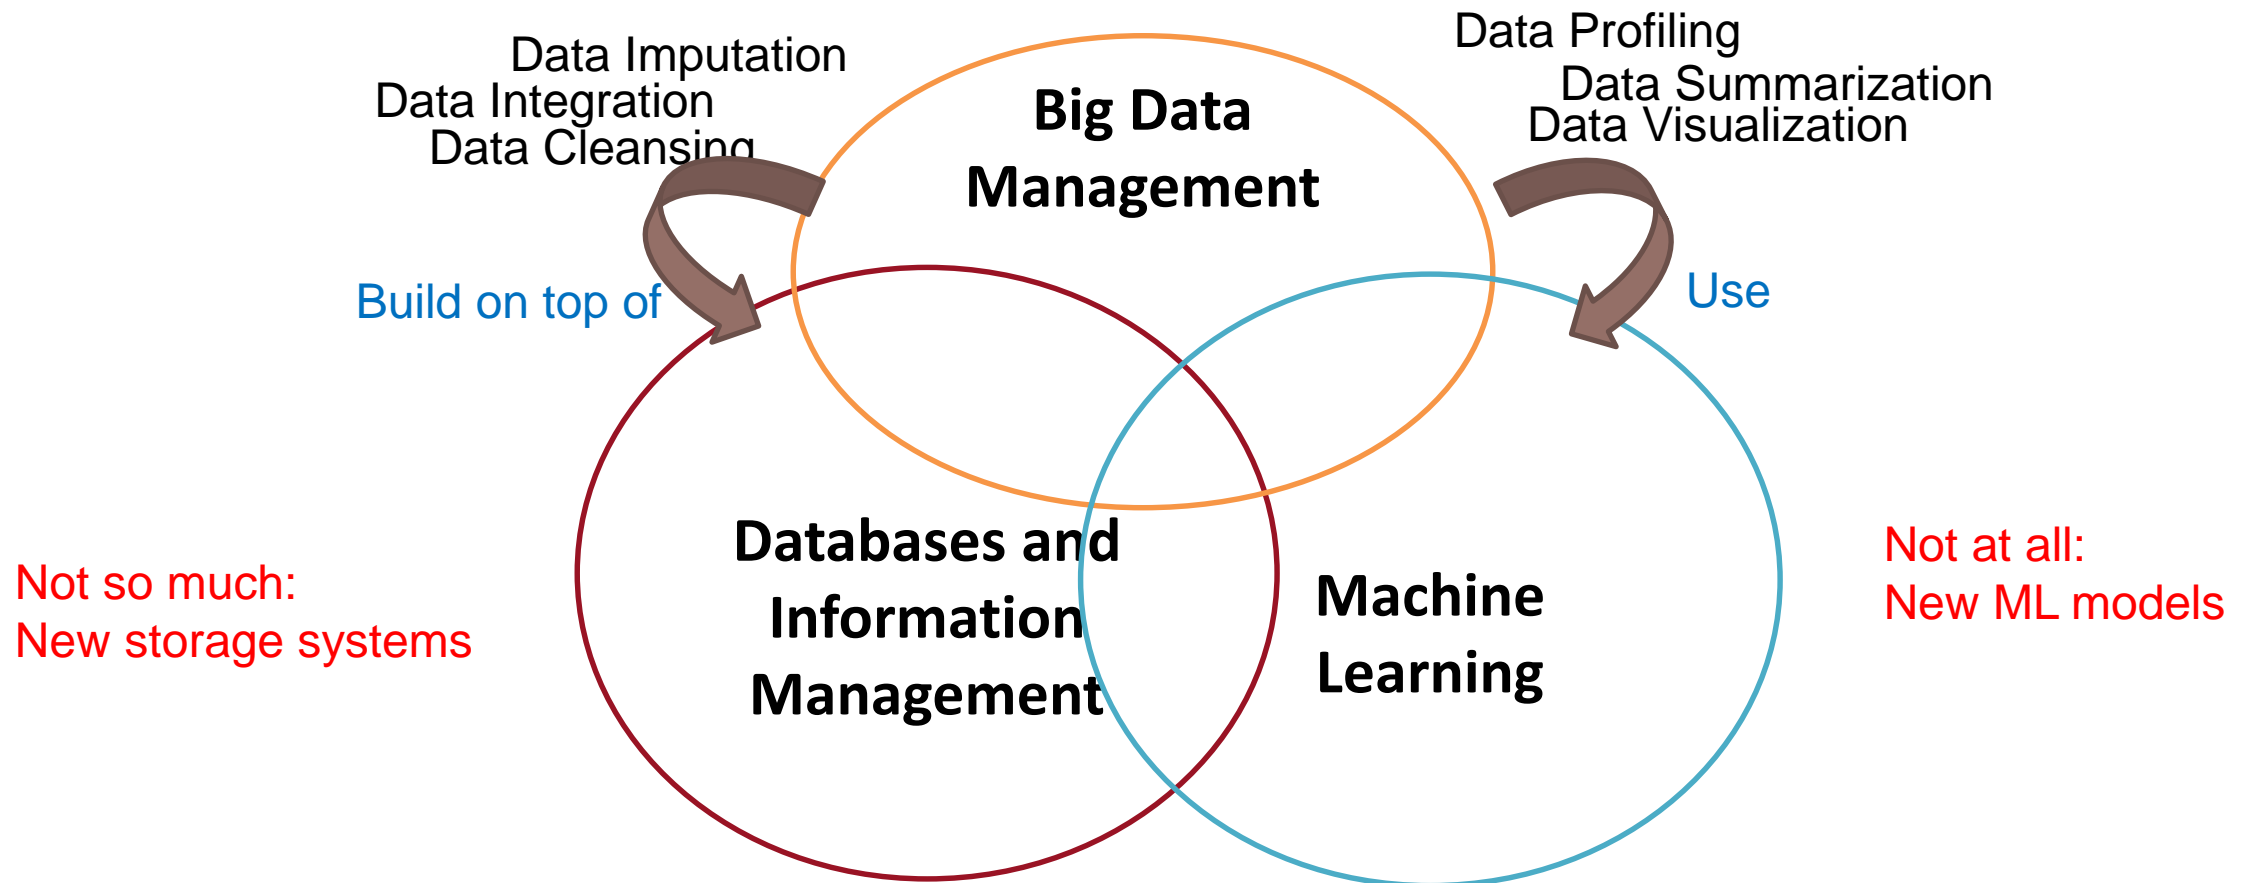 Data Imputation
Data Integration
Data Cleansing
Data Profiling
Data Summarization
Data Visualization
Big Data
Management
Build on top of
Use
Not so much:
New storage systems
Databases and
Information
Management
Machine
Learning
Not at all:
New ML models